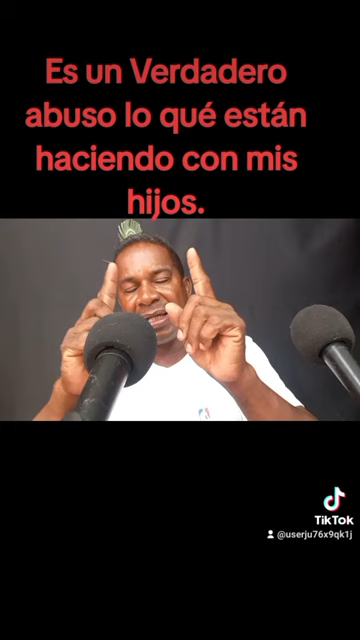 Es un Verdadero
abuso lo qué están
haciendo con mis
hijos.
TikTok
@userju76x9qk1j